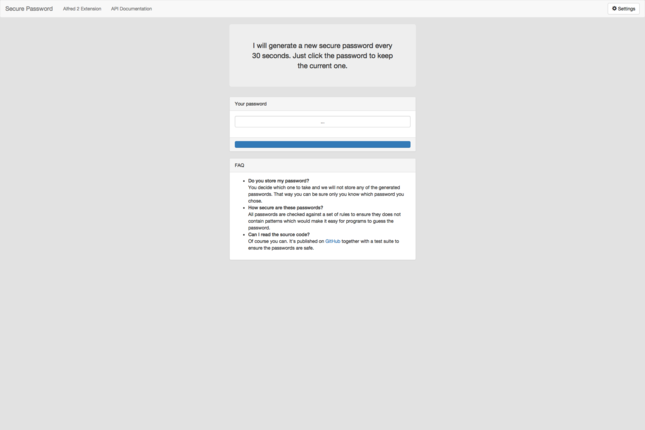 Secure Password
Alfred 2 Extension
API Documentation
Settings
I will generate a new secure password every
30 seconds. Just click the password to keep
the current one.
Your password
...
FAQ
Do you store my password?
You decide which one to take and we will not store any of the generated
passwords. That way you can be sure only you know which password you
chose.
How secure are these passwords?
All passwords are checked against a set of rules to ensure they does not
contain patterns which would make it easy for programs to guess the
password.
Can I read the source code?
Of course you can. It's published on GitHub together with a test suite to
ensure the passwords are safe.